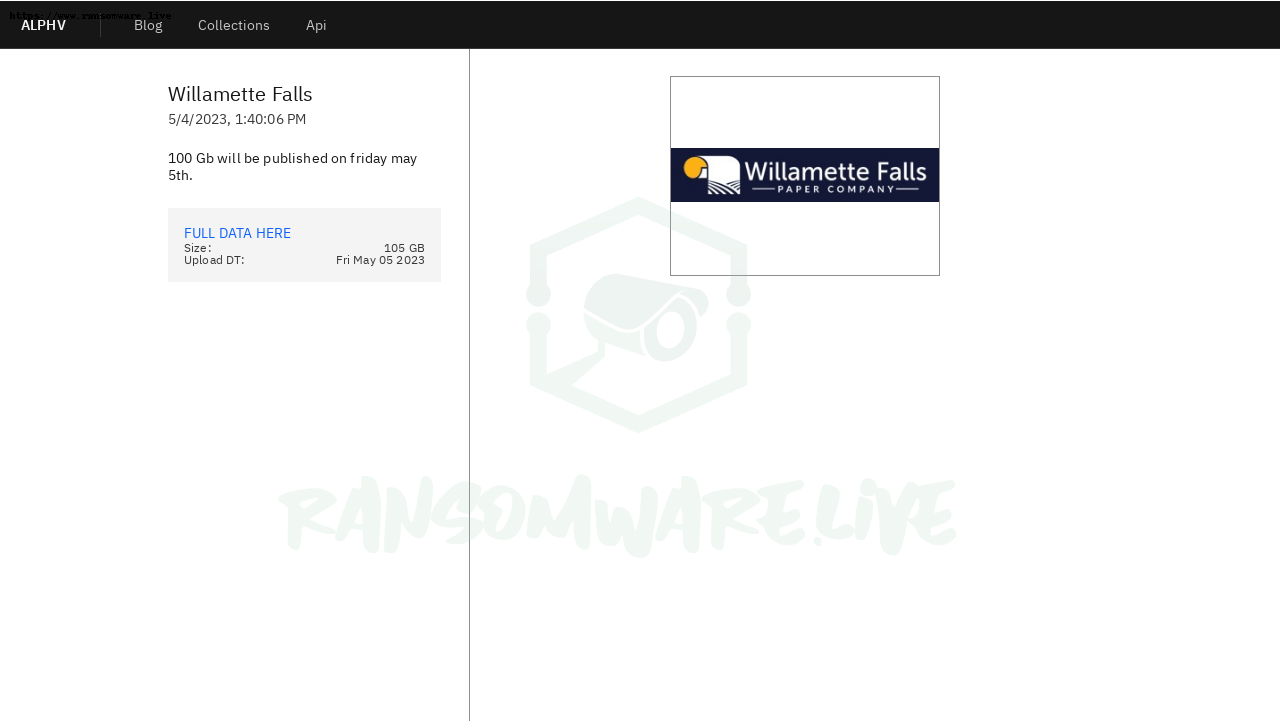 https://www.ransomware.live
ALPHV
Blog
Collections
Api
Willamette Falls
5/4/2023, 1:40:06 PM
100 Gb will be published on friday may
5th.
FULL DATA HERE
Size: 105 GB
Upload DT: Fri May 05 2023
Willamette Falls
PAPER COMPANY
RANSOMWARE.LIVE